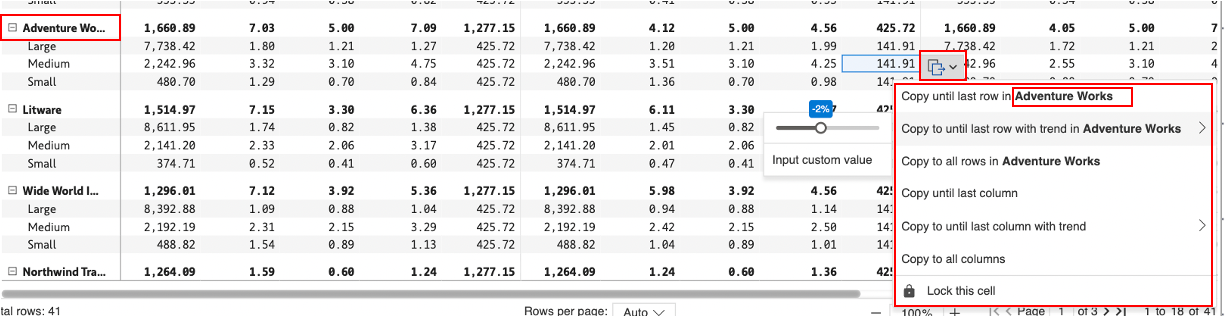 Small
Adventure Wo... 1,660.89 7.03 5.00 7.09 1,277.15 1,660.89 4.12 5.00 4.56 425.72 1,660.89 4.05 5.00 7
Large 7,738.42 1.80 1.21 1.27 425.72 7,738.42 1.20 1.21 1.99 141.91 7,738.42 1.72 1.21 2
Medium 2,242.96 3.32 3.10 4.75 425.72 2,242.96 3.51 3.10 4.25 141.91 42.96 2.55 3.10 4
Small 480.70 1.29 0.70 0.84 425.72 480.70 1.36 0.70 0.98
Copy until last row in Adventure Works
Litware 1,514.97 7.15 3.30 6.36 1,277.15 1,514.97 6.11 3.30 -2% 7 425
Large 8,611.95 1.74 0.82 1.38 425.72 8,611.95 1.45 0.82
Copy to until last row with trend in Adventure Works
Medium 2,141.20 2.33 2.06 3.17 425.72 2,141.20 2.01 2.06
Small 374.71 0.52 0.41 0.60 425.72 374.71 0.47 0.41
Input custom value
Copy to all rows in Adventure Works
Wide World I... 1,296.01 7.12 3.92 5.36 1,277.15 1,296.01 5.98 3.92 4.56 425
Copy until last column
Large 8,392.88 1.09 0.88 1.04 425.72 8,392.88 0.94 0.88 1.14 141
Medium 2,192.19 2.31 2.15 3.29 425.72 2,192.19 2.42 2.15 2.50 141
Copy to until last column with trend
Small 488.82 1.54 0.89 1.13 425.72 488.82 1.04 0.89 1.01 141
Copy to all columns
Northwind Tra... 1,264.09 1.59 0.60 1.24 1,277.15 1,264.09 1.24 0.60 1.36 425
Lock this cell
tal rows: 41 Rows per page: Auto 100% Page 1 of 3 1 to 18 of 41